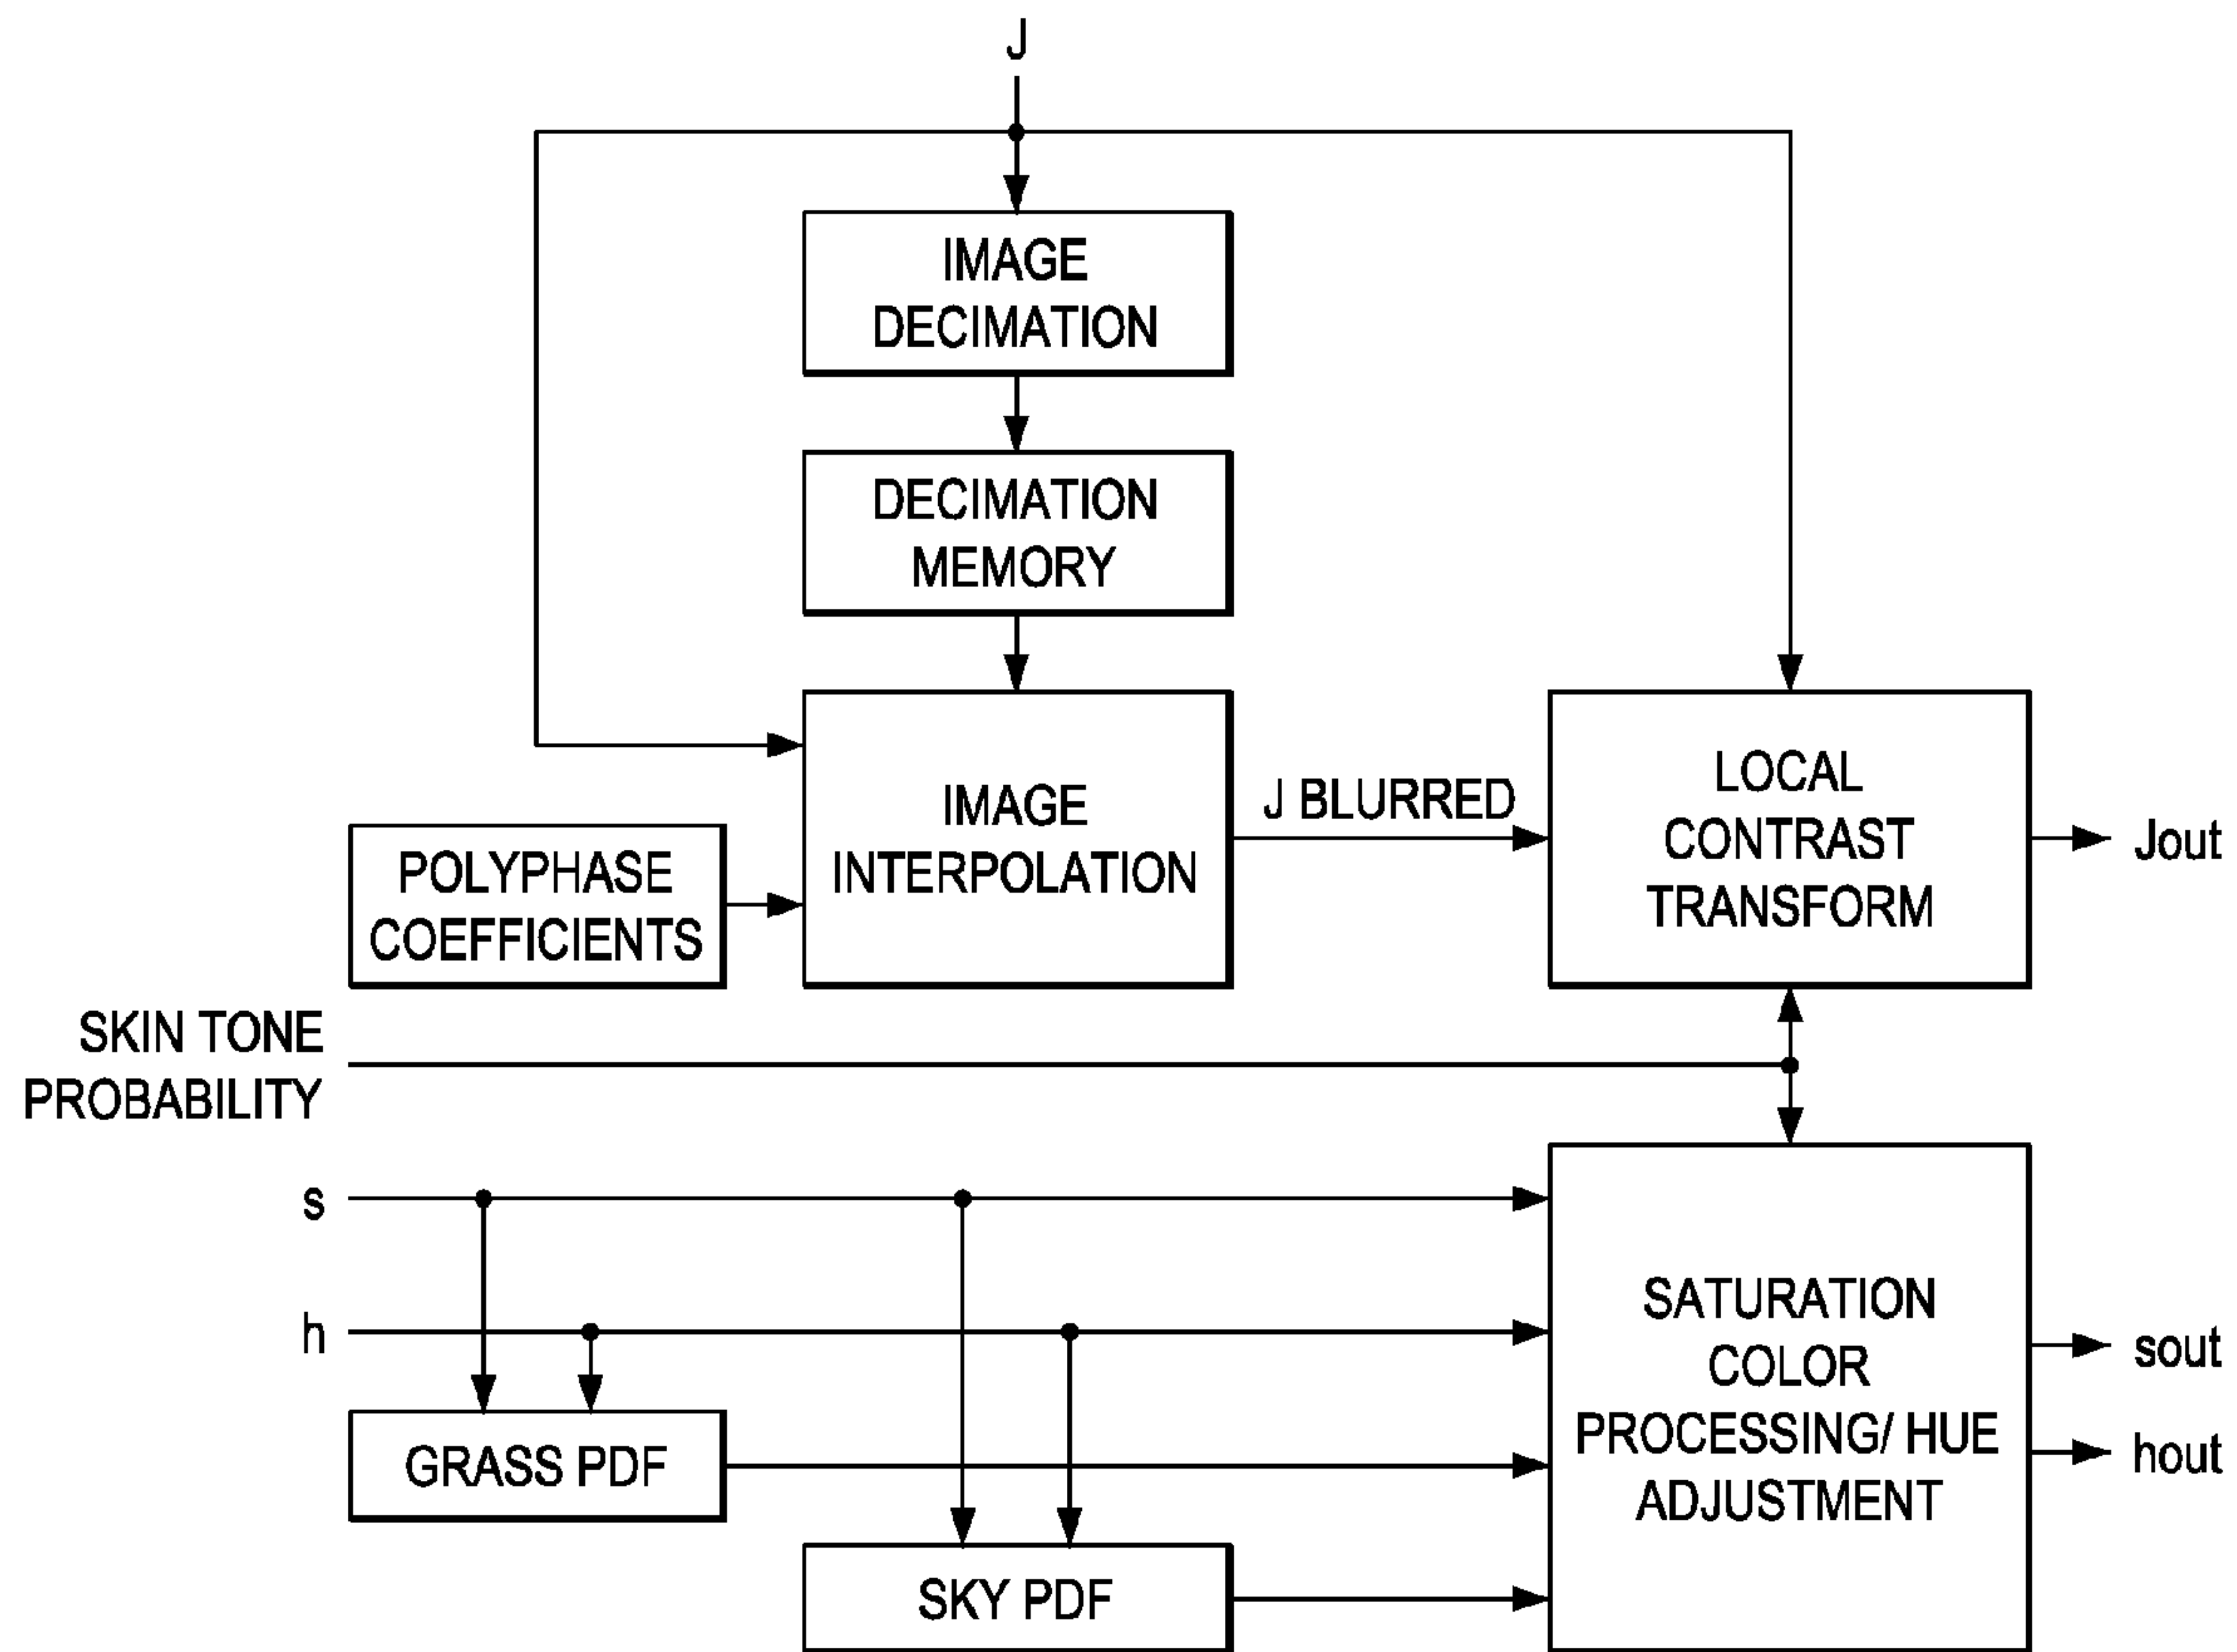 J
IMAGE
DECIMATION
DECIMATION
MEMORY
IMAGE
INTERPOLATION
J BLURRED
LOCAL
CONTRAST
TRANSFORM
Jout
POLYPHASE
COEFFICIENTS
SKIN TONE
PROBABILITY
s
h
GRASS PDF
SKY PDF
SATURATION
COLOR
PROCESSING/ HUE
ADJUSTMENT
sout
hout